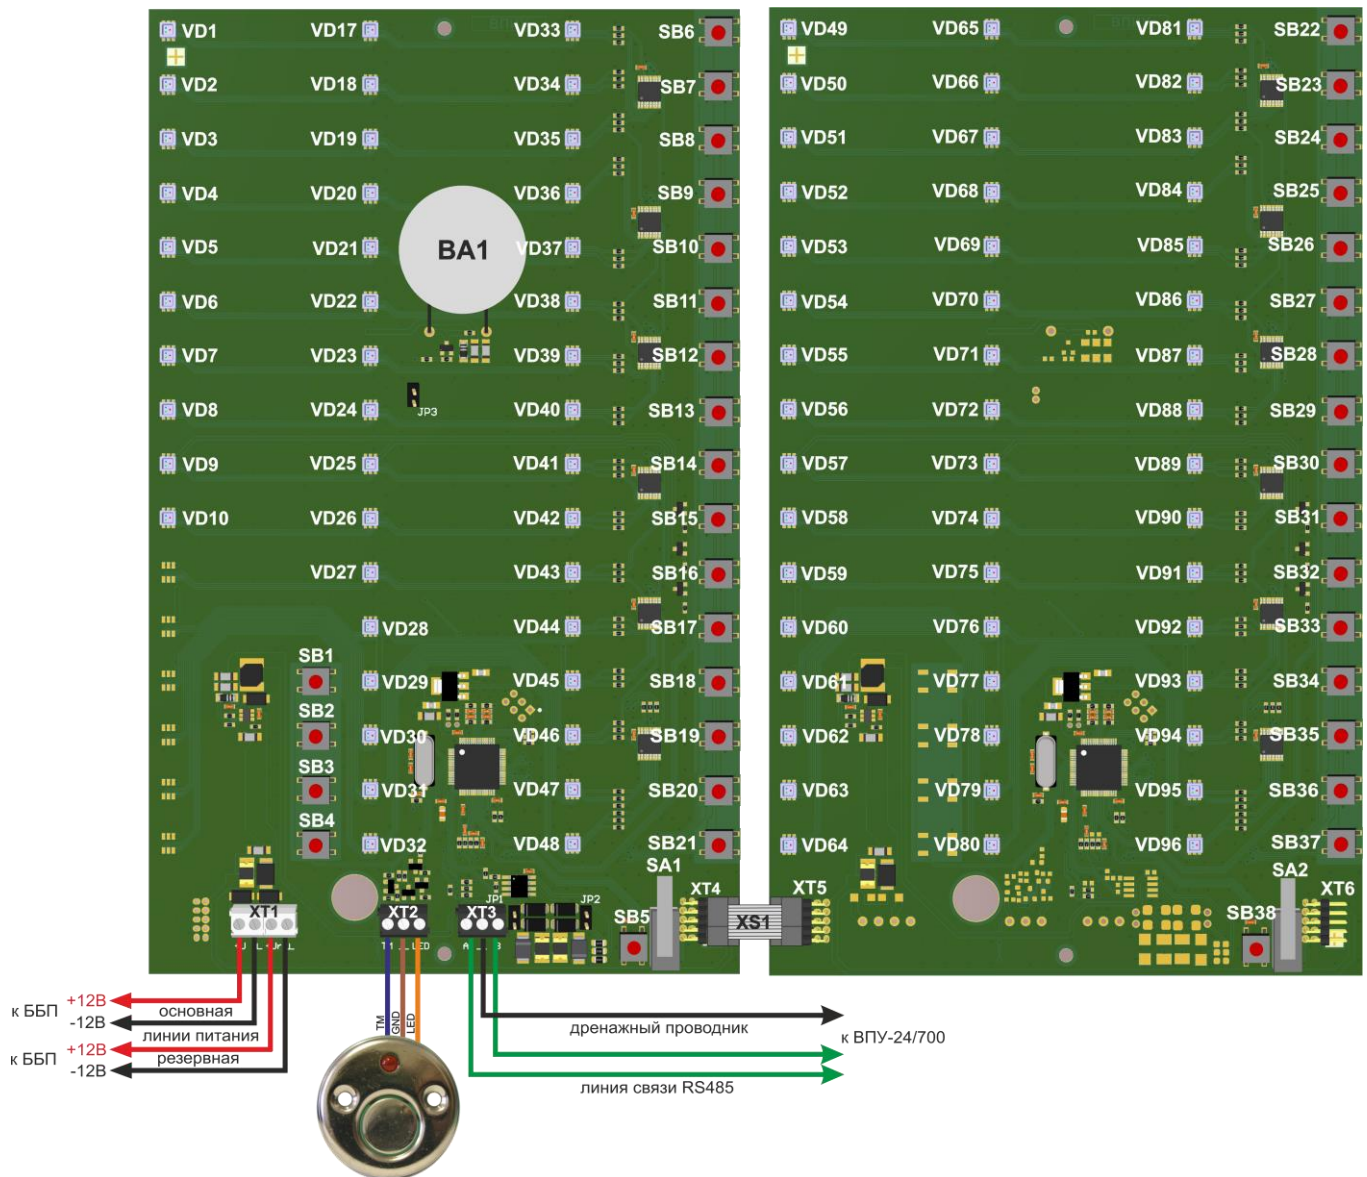 VD1 VD17 VD33 SB6 VD49 VD65 VD81 SB22
VD2 VD18 VD34 SB7 VD50 VD66 VD82 SB23
VD3 VD19 VD35 SB8 VD51 VD67 VD83 SB24
VD4 VD20 VD36 SB9 VD52 VD68 VD84 SB25
VD5 VD21 BA1 VD37 SB10 VD53 VD69 VD85 SB26
VD6 VD22 VD38 SB11 VD54 VD70 VD86 SB27
VD7 VD23 VD39 SB12 VD55 VD71 VD87 SB28
VD8 VD24 JP3 VD40 SB13 VD56 VD72 VD88 SB29
VD9 VD25 VD41 SB14 VD57 VD73 VD89 SB30
VD10 VD26 VD42 SB15 VD58 VD74 VD90 SB31
VD27 VD43 SB16 VD59 VD75 VD91 SB32
VD28 VD44 SB17 VD60 VD76 VD92 SB33
SB1 VD29 VD45 SB18 VD61 VD77 VD93 SB34
SB2 VD30 VD46 SB19 VD62 VD78 VD94 SB35
SB3 VD31 VD47 SB20 VD63 VD79 VD95 SB36
SB4 VD32 VD48 SB21 VD64 VD80 VD96 SB37
SA1 XT4 XT5 SA2 XT6
XT1 XT2 XT3 JP1 JP2 SB5 XS1 SB38
LED
к ББП +12В основная
-12В линии питания
к ББП +12В резервная
-12В
TM
GND
LED
дренажный проводник
к ВПУ-24/700
линия связи RS485